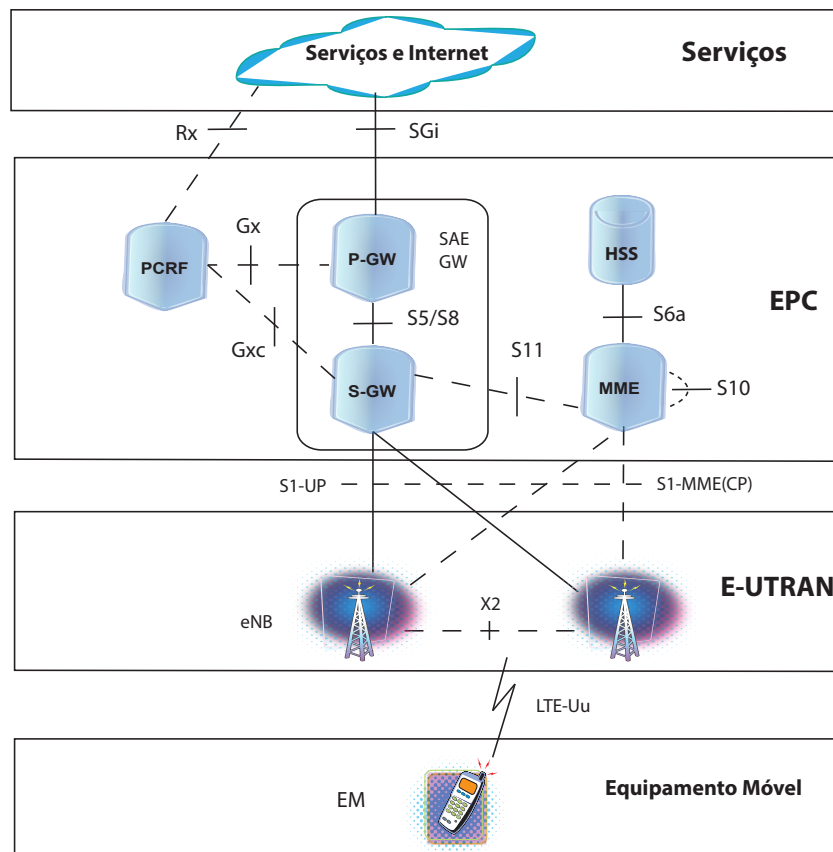 Serviços e Internet
Serviços
Rx
SGi
Gx
P-GW
SAE
GW
HSS
PCRF
EPC
S5/S8
S6a
Gxc
S11
S-GW
MME
S10
S1-UP
S1-MME(CP)
E-UTRAN
X2
eNB
LTE-Uu
Equipamento Móvel
EM